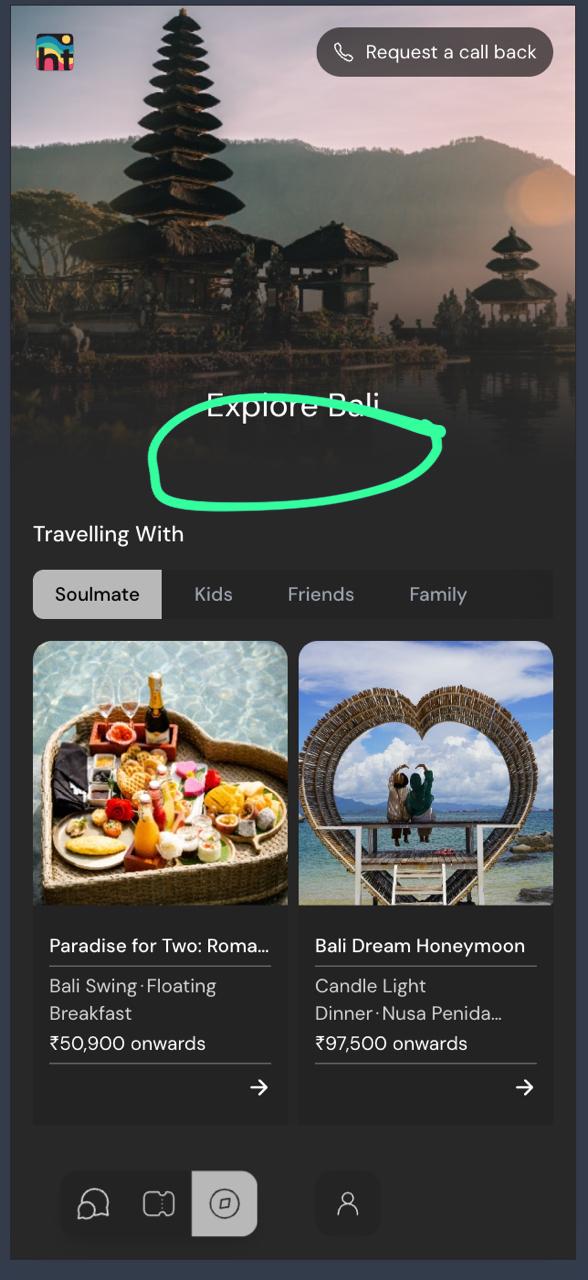 ht
Request a call back
Explore Bali
Travelling With
Soulmate
Kids
Friends
Family
Paradise for Two: Roma...
Bali Swing·Floating
Breakfast
₹50,900 onwards
Bali Dream Honeymoon
Candle Light
Dinner·Nusa Penida...
₹97,500 onwards